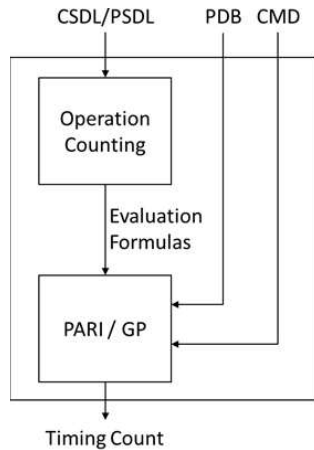 CSDL/PSDL PDB CMD
Operation
Counting
Evaluation
Formulas
PARI / GP
Timing Count